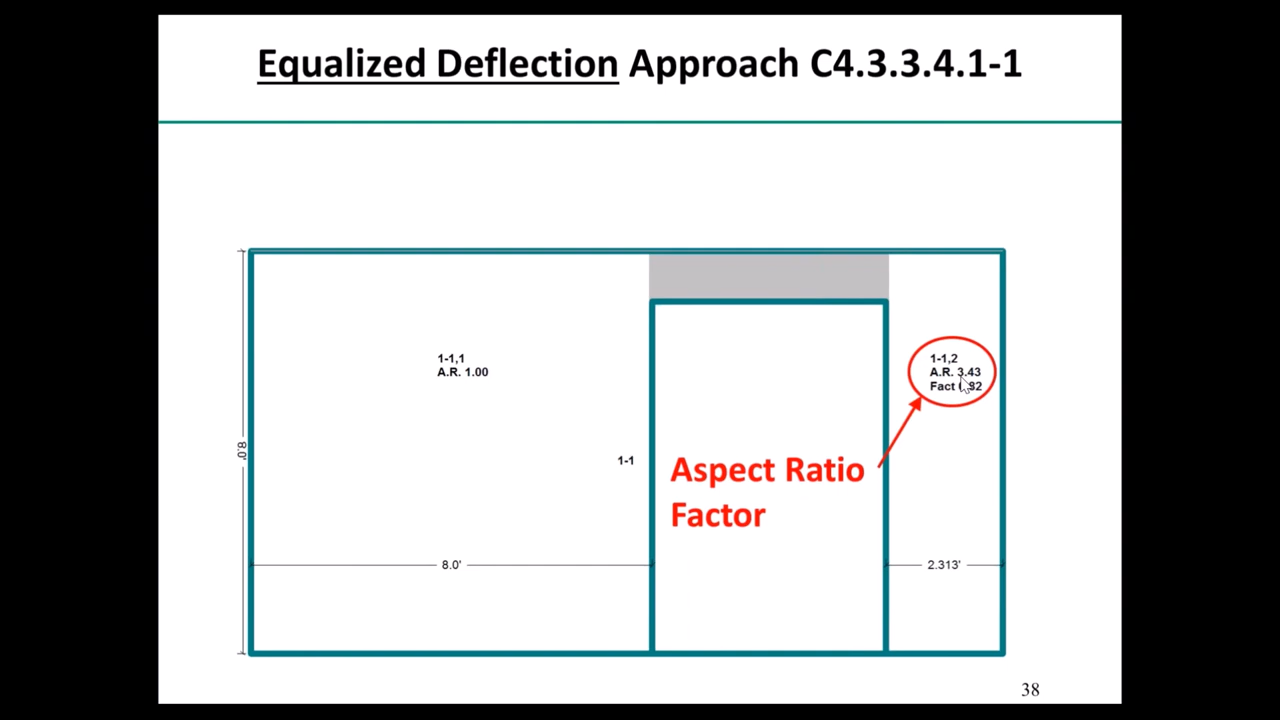 Equalized Deflection Approach C4.3.3.4.1-1
1-1,1
A.R. 1.00
1-1,2
A.R. 3.43
Fact
8.0'
1-1
Aspect Ratio
Factor
8.0'
2.313'
38